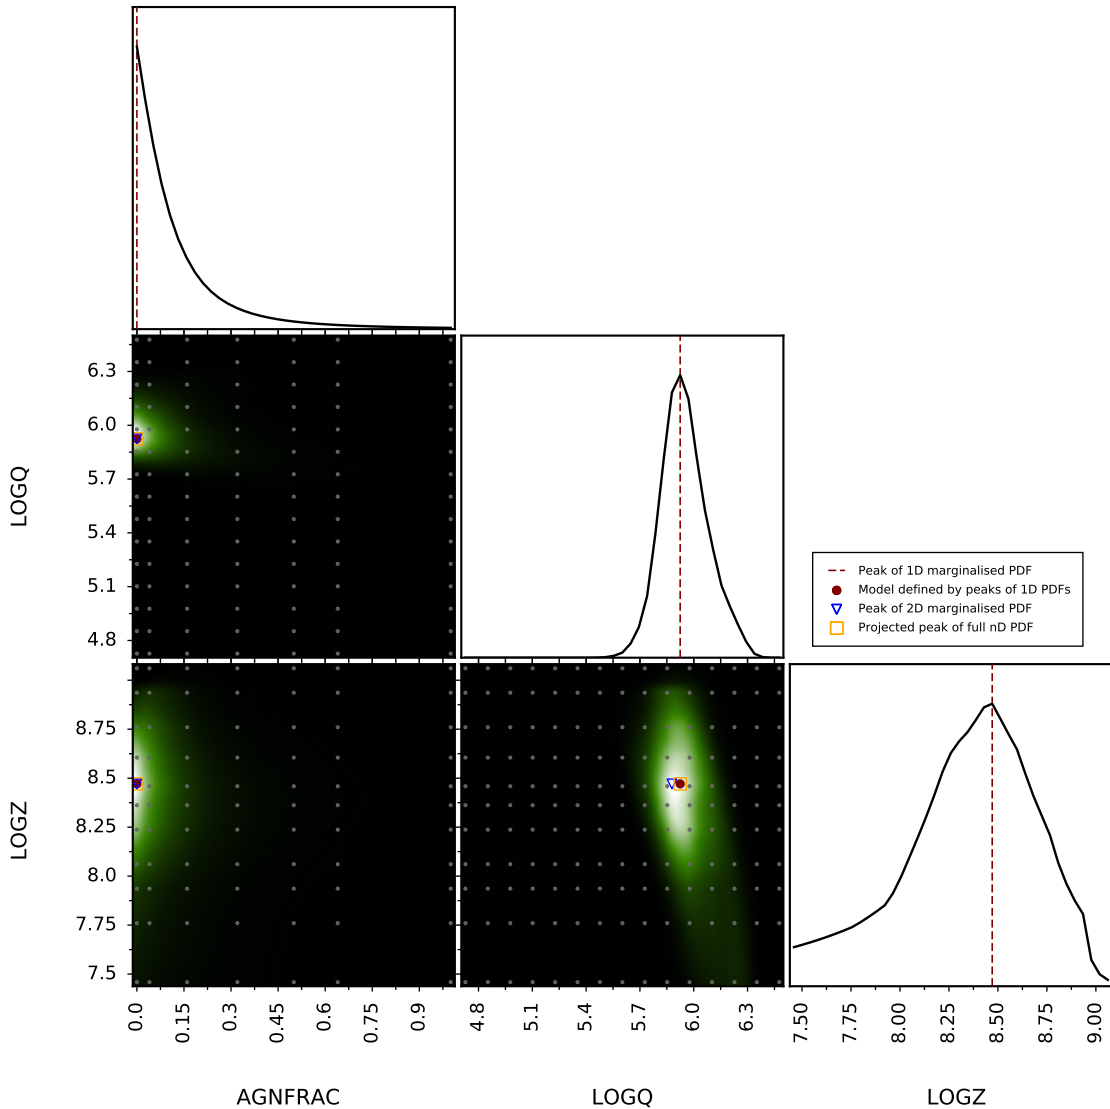 LOGQ
6.3
6.0
5.7
5.4
5.1
4.8
Peak of 1D marginalised PDF
Model defined by peaks of 1D PDFs
Peak of 2D marginalised PDF
Projected peak of full nD PDF
LOGZ
8.75
8.5
8.25
8.0
7.75
7.5
0.0 0.15 0.3 0.45 0.6 0.75 0.9
4.8 5.1 5.4 5.7 6.0 6.3
7.50 7.75 8.00 8.25 8.50 8.75 9.00
AGNFRAC
LOGQ
LOGZ